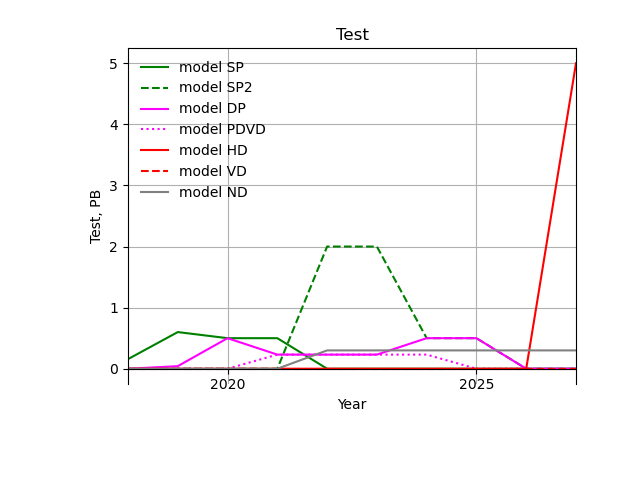 Test
model SP
model SP2
model DP
model PDVD
model HD
model VD
model ND
Test, PB
5
4
3
2
1
0
2020
2025
Year